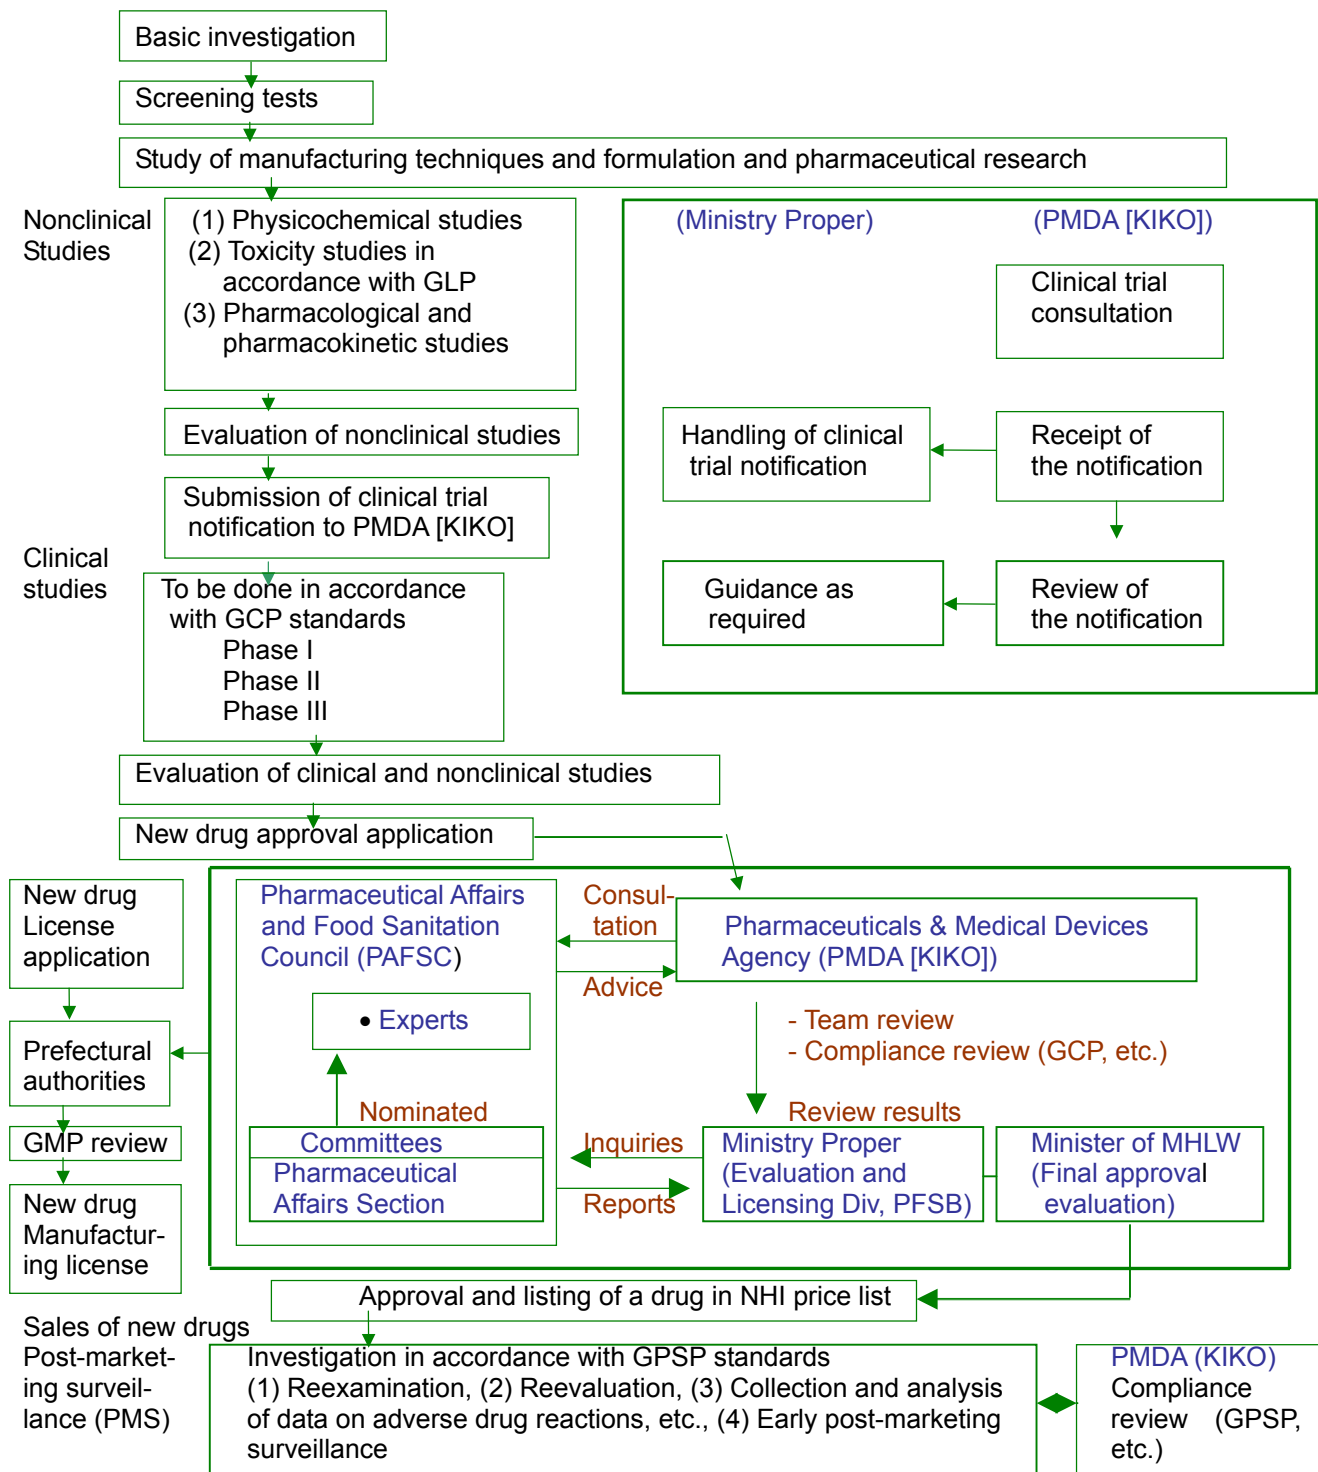 Basic investigation
Screening tests
Study of manufacturing techniques and formulation and pharmaceutical research
Nonclinical
Studies
(1) Physicochemical studies
(2) Toxicity studies in
accordance with GLP
(3) Pharmacological and
pharmacokinetic studies
(Ministry Proper)
(PMDA [KIKO])
Clinical trial
consultation
Evaluation of nonclinical studies
Handling of clinical
trial notification
Receipt of
the notification
Submission of clinical trial
notification to PMDA [KIKO]
Clinical
studies
To be done in accordance
with GCP standards
Phase I
Phase II
Phase III
Guidance as
required
Review of
the notification
Evaluation of clinical and nonclinical studies
New drug approval application
New drug
License
application
Pharmaceutical Affairs
and Food Sanitation
Council (PAFSC)
Consul-
tation
Advice
Pharmaceuticals & Medical Devices
Agency (PMDA [KIKO])
• Experts
- Team review
- Compliance review (GCP, etc.)
Prefectural
authorities
Nominated
Review results
GMP review
Committees
Pharmaceutical
Affairs Section
Inquiries
Reports
Ministry Proper
(Evaluation and
Licensing Div, PFSB)
Minister of MHLW
(Final approval
evaluation)
New drug
Manufactur-
ing license
Approval and listing of a drug in NHI price list
Sales of new drugs
Post-market-
ing surveil-
lance (PMS)
Investigation in accordance with GPSP standards
(1) Reexamination, (2) Reevaluation, (3) Collection and analysis
of data on adverse drug reactions, etc., (4) Early post-marketing
surveillance
PMDA (KIKO)
Compliance
review (GPSP,
etc.)